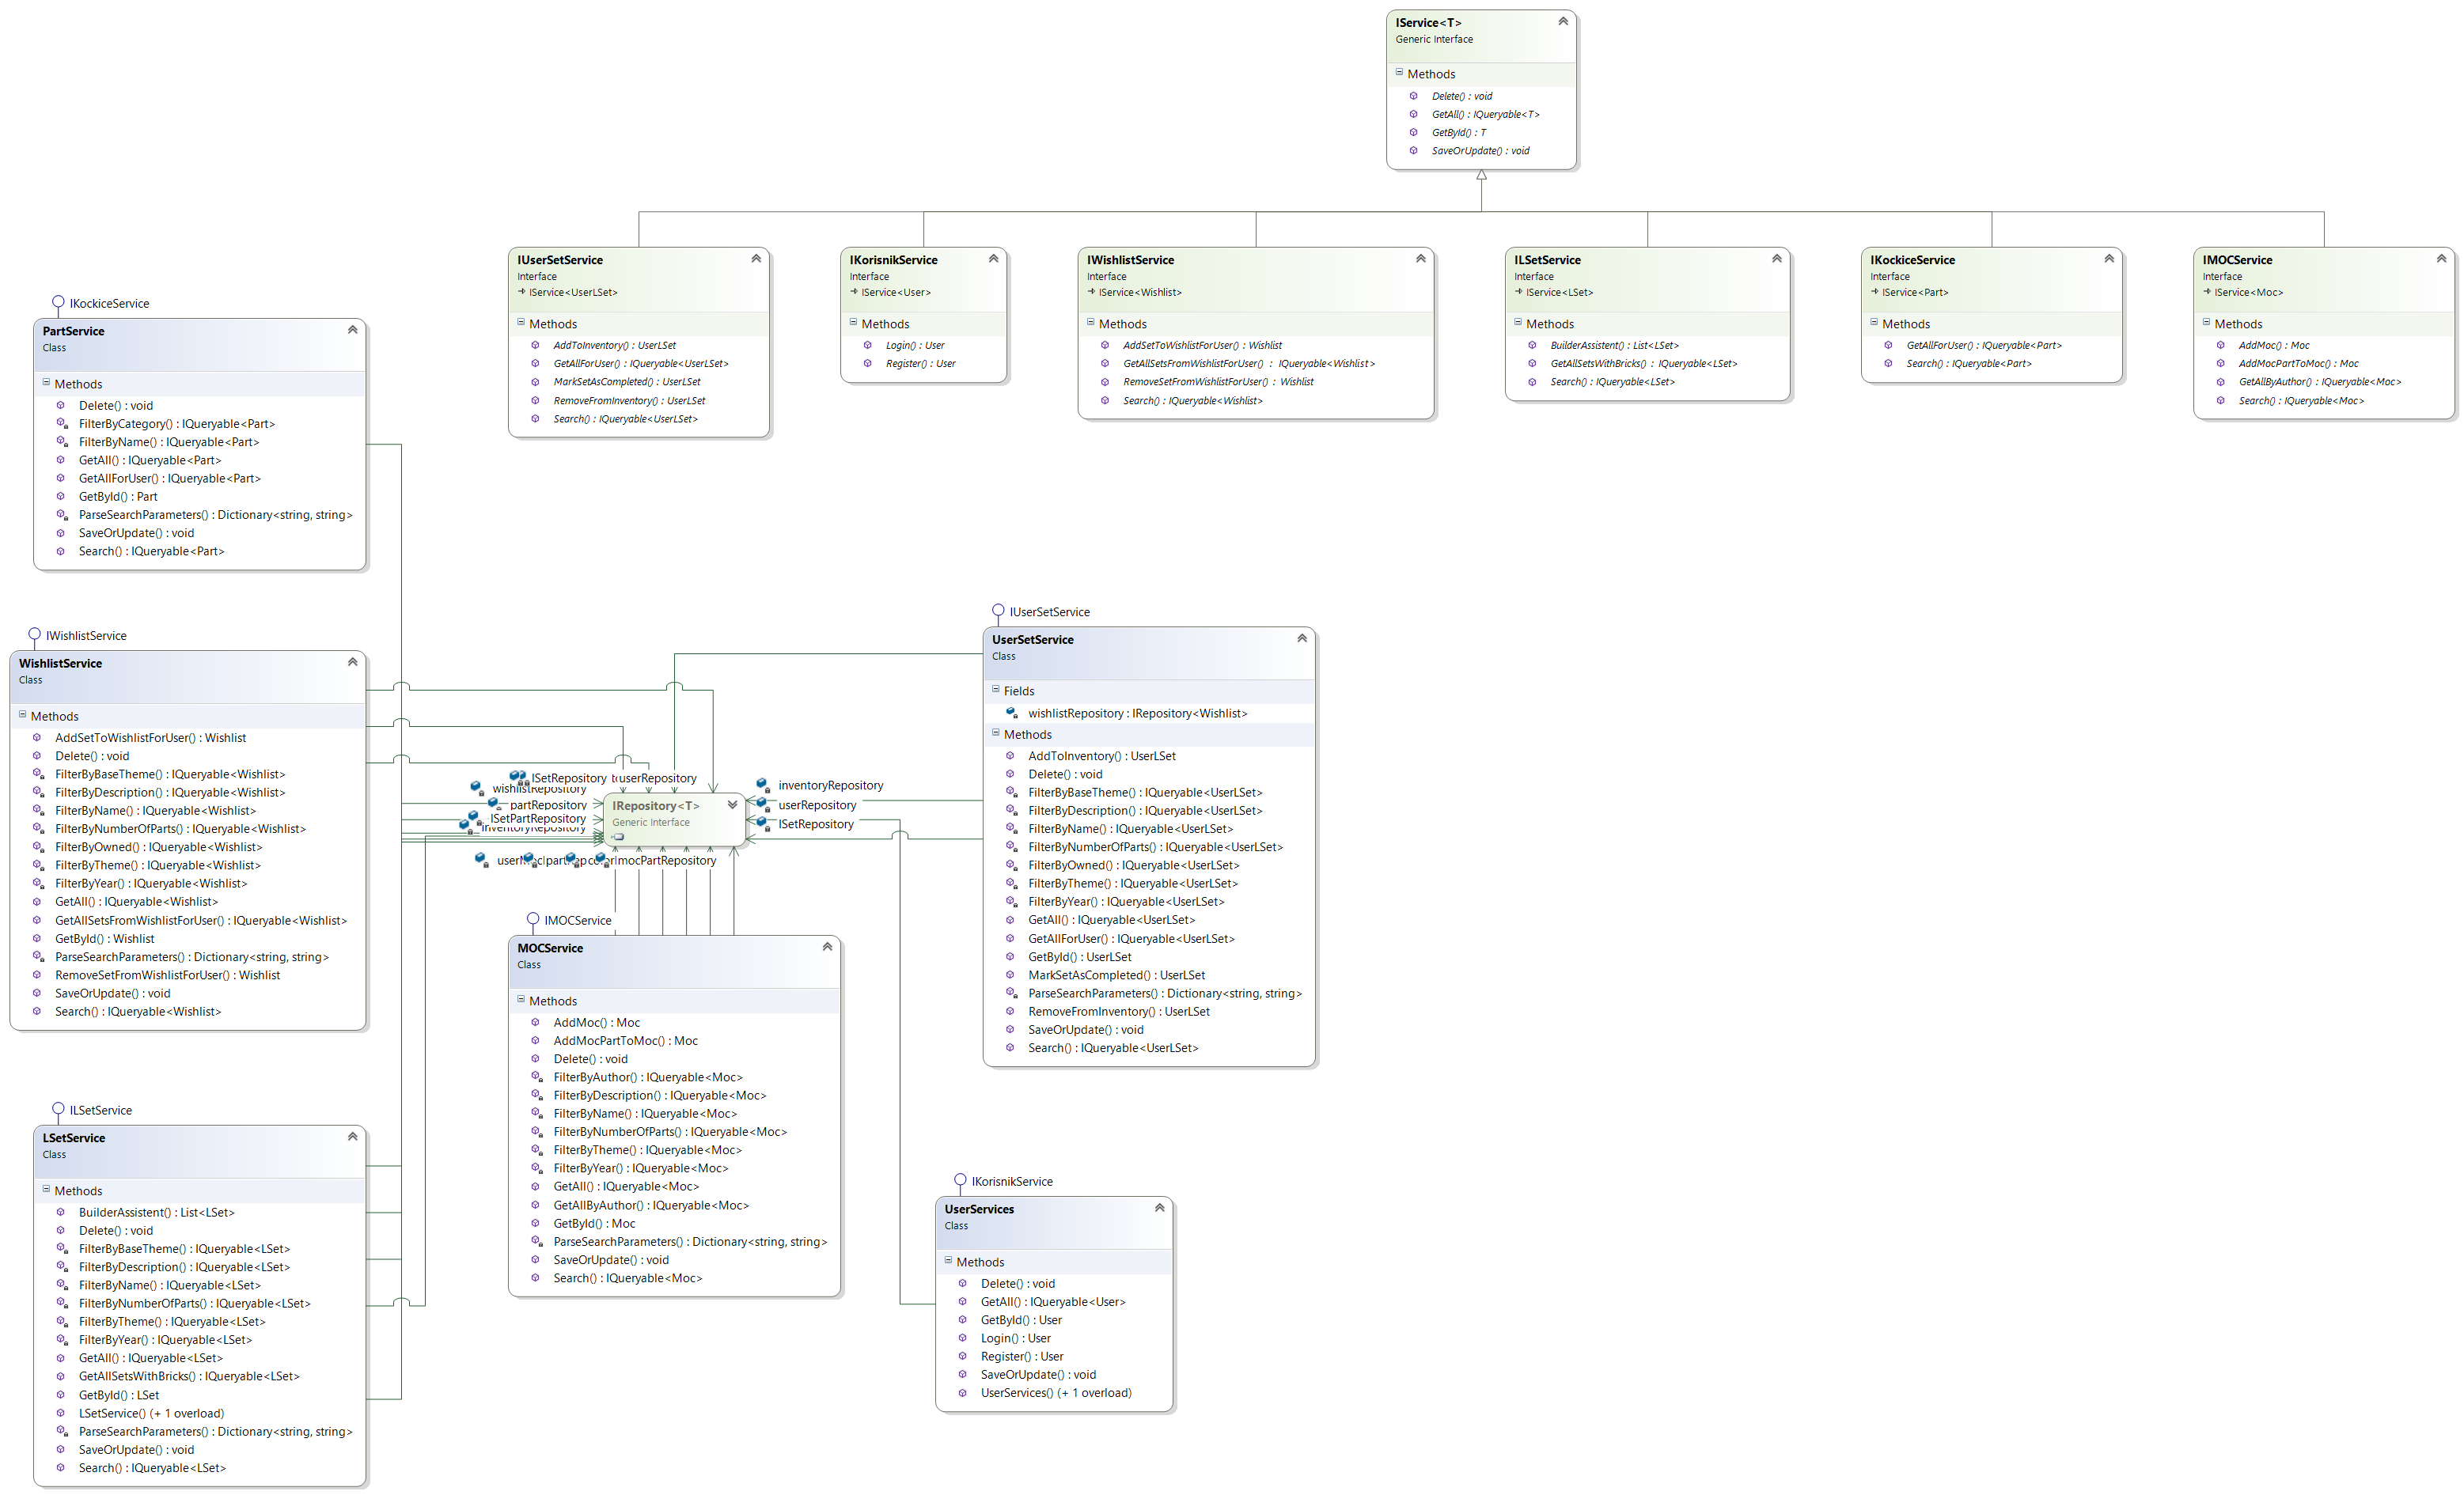 IService<T>
Generic Interface
Methods
Delete() : void
GetAll() : IQueryable<T>
GetById() : T
SaveOrUpdate() : void
IUserSetService
Interface
IService<UserLSet>
Methods
AddToInventory() : UserLSet
GetAllForUser() : IQueryable<UserLSet>
MarkSetAsCompleted() : UserLSet
RemoveFromInventory() : UserLSet
Search() : IQueryable<UserLSet>
IKorisnikService
Interface
IService<User>
Methods
Login() : User
Register() : User
IWishlistService
Interface
IService<Wishlist>
Methods
AddSetToWishlistForUser() : Wishlist
GetAllSetsFromWishlistForUser() : IQueryable<Wishlist>
RemoveSetFromWishlistForUser() : Wishlist
Search() : IQueryable<Wishlist>
ILSetService
Interface
IService<LSet>
Methods
BuilderAssistent() : List<LSet>
GetAllSetsWithBricks() : IQueryable<LSet>
Search() : IQueryable<LSet>
IKockiceService
Interface
IService<Part>
Methods
GetAllForUser() : IQueryable<Part>
Search() : IQueryable<Part>
IMOCService
Interface
IService<Moc>
Methods
AddMoc() : Moc
AddMocPartToMoc() : Moc
GetAllByAuthor() : IQueryable<Moc>
Search() : IQueryable<Moc>
IKockiceService
PartService
Class
Methods
Delete() : void
FilterByCategory() : IQueryable<Part>
FilterByName() : IQueryable<Part>
GetAll() : IQueryable<Part>
GetAllForUser() : IQueryable<Part>
GetById() : Part
ParseSearchParameters() : Dictionary<string, string>
SaveOrUpdate() : void
Search() : IQueryable<Part>
IWishlistService
WishlistService
Class
Methods
AddSetToWishlistForUser() : Wishlist
Delete() : void
FilterByBaseTheme() : IQueryable<Wishlist>
FilterByDescription() : IQueryable<Wishlist>
FilterByName() : IQueryable<Wishlist>
FilterByNumberOfParts() : IQueryable<Wishlist>
FilterByOwned() : IQueryable<Wishlist>
FilterByTheme() : IQueryable<Wishlist>
FilterByYear() : IQueryable<Wishlist>
GetAll() : IQueryable<Wishlist>
GetAllSetsFromWishlistForUser() : IQueryable<Wishlist>
GetById() : Wishlist
ParseSearchParameters() : Dictionary<string, string>
RemoveSetFromWishlistForUser() : Wishlist
SaveOrUpdate() : void
Search() : IQueryable<Wishlist>
lSetRepository
userRepository
wishlistRepository
partRepository
lSetPartRepository
inventoryRepository
IRepository<T>
Generic Interface
inventoryRepository
userRepository
lSetRepository
mocPartRepository
IUserSetService
UserSetService
Class
Fields
wishlistRepository : IRepository<Wishlist>
Methods
AddToInventory() : UserLSet
Delete() : void
FilterByBaseTheme() : IQueryable<UserLSet>
FilterByDescription() : IQueryable<UserLSet>
FilterByName() : IQueryable<UserLSet>
FilterByNumberOfParts() : IQueryable<UserLSet>
FilterByOwned() : IQueryable<UserLSet>
FilterByTheme() : IQueryable<UserLSet>
FilterByYear() : IQueryable<UserLSet>
GetAll() : IQueryable<UserLSet>
GetAllForUser() : IQueryable<UserLSet>
GetById() : UserLSet
MarkSetAsCompleted() : UserLSet
ParseSearchParameters() : Dictionary<string, string>
RemoveFromInventory() : UserLSet
SaveOrUpdate() : void
Search() : IQueryable<UserLSet>
IMOCService
MOCService
Class
Methods
AddMoc() : Moc
AddMocPartToMoc() : Moc
Delete() : void
FilterByAuthor() : IQueryable<Moc>
FilterByDescription() : IQueryable<Moc>
FilterByName() : IQueryable<Moc>
FilterByNumberOfParts() : IQueryable<Moc>
FilterByTheme() : IQueryable<Moc>
FilterByYear() : IQueryable<Moc>
GetAll() : IQueryable<Moc>
GetAllByAuthor() : IQueryable<Moc>
GetById() : Moc
ParseSearchParameters() : Dictionary<string, string>
SaveOrUpdate() : void
Search() : IQueryable<Moc>
ILSetService
LSetService
Class
Methods
BuilderAssistent() : List<LSet>
Delete() : void
FilterByBaseTheme() : IQueryable<LSet>
FilterByDescription() : IQueryable<LSet>
FilterByName() : IQueryable<LSet>
FilterByNumberOfParts() : IQueryable<LSet>
FilterByTheme() : IQueryable<LSet>
FilterByYear() : IQueryable<LSet>
GetAll() : IQueryable<LSet>
GetAllSetsWithBricks() : IQueryable<LSet>
GetById() : LSet
LSetService() (+ 1 overload)
ParseSearchParameters() : Dictionary<string, string>
SaveOrUpdate() : void
Search() : IQueryable<LSet>
IKorisnikService
UserServices
Class
Methods
Delete() : void
GetAll() : IQueryable<User>
GetById() : User
Login() : User
Register() : User
SaveOrUpdate() : void
UserServices() (+ 1 overload)